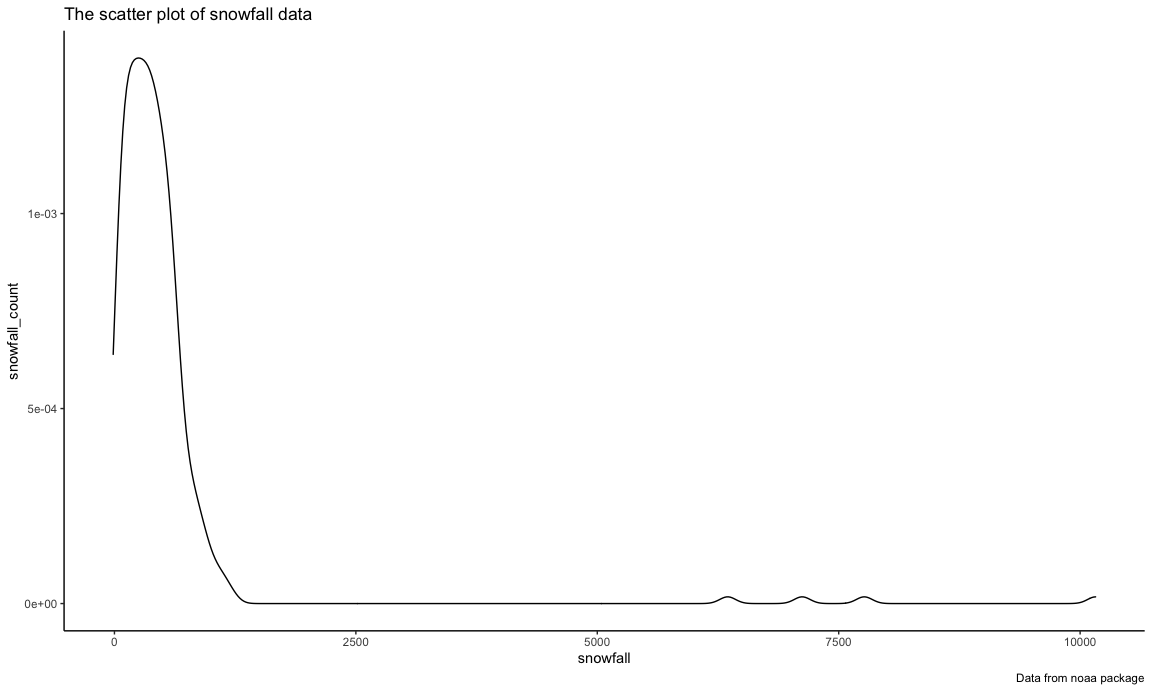 The scatter plot of snowfall data
snowfall_count
1e-03
5e-04
0e+00
0
2500
5000
7500
10000
snowfall
Data from noaa package